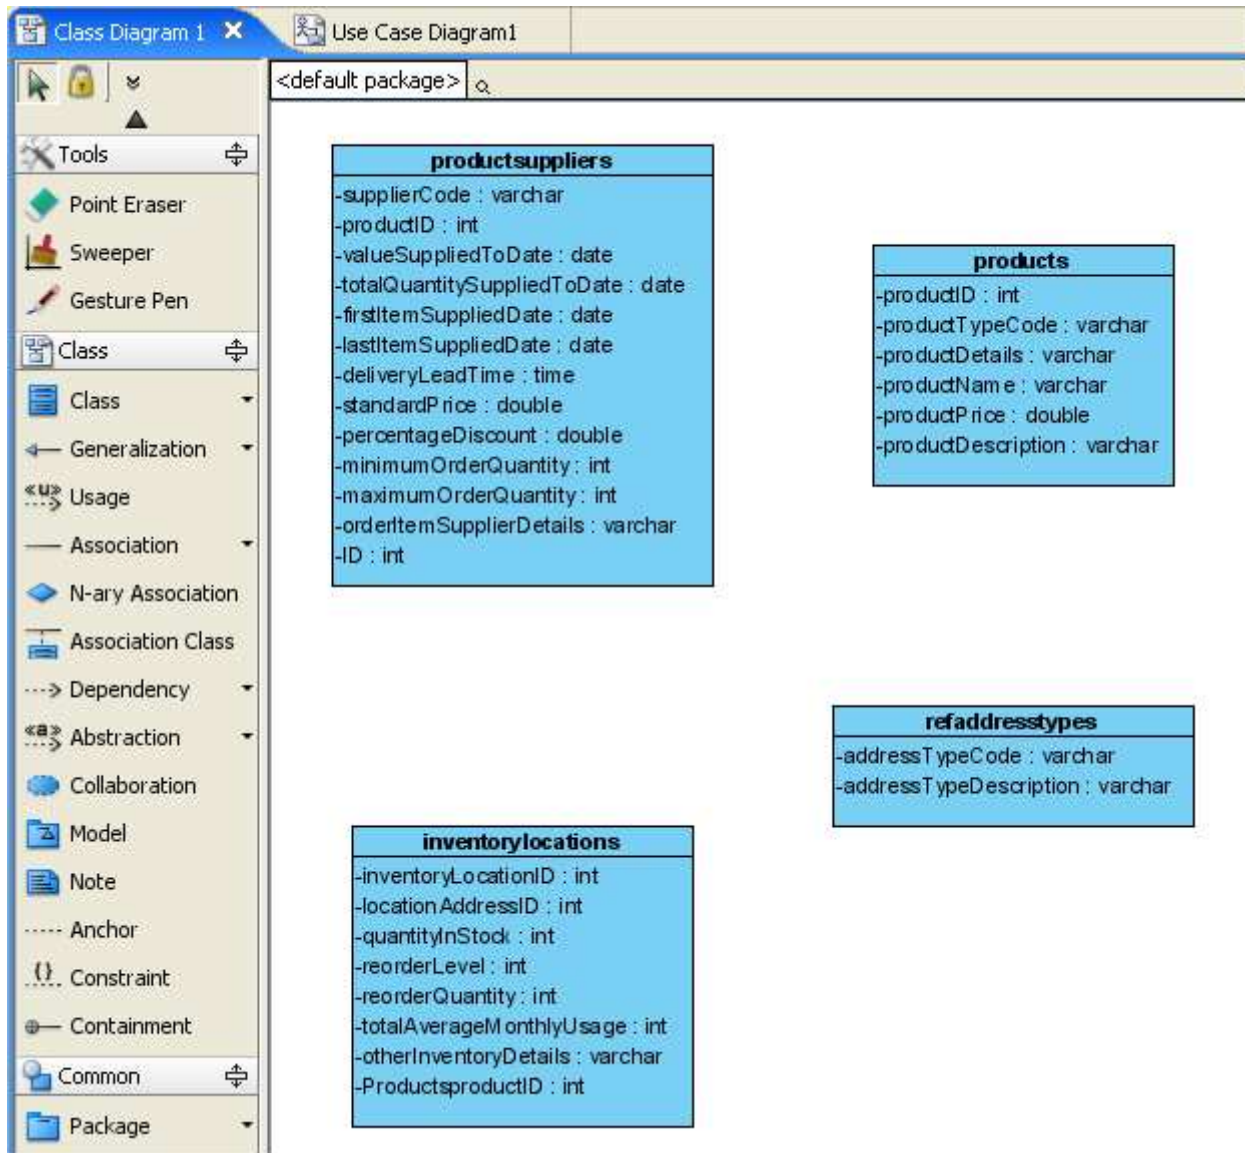 Class Diagram 1
Use Case Diagram1
<default package>
Tools
Point Eraser
Sweeper
Gesture Pen
Class
Class
Generalization
«u»
Usage
Association
N-ary Association
Association Class
Dependency
«a»
Abstraction
Collaboration
Model
Note
Anchor
{}
Constraint
Containment
Common
Package
productsuppliers
-supplierCode : varchar
-productID : int
-valueSuppliedToDate : date
-totalQuantitySuppliedToDate : date
-firstItemSuppliedDate : date
-lastItemSuppliedDate : date
-deliveryLeadTime : time
-standardPrice : double
-percentageDiscount : double
-minimumOrderQuantity : int
-maximumOrderQuantity : int
-orderItemSupplierDetails : varchar
-ID : int
products
-productID : int
-productTypeCode : varchar
-productDetails : varchar
-productName : varchar
-productPrice : double
-productDescription : varchar
refaddresstypes
-addressTypeCode : varchar
-addressTypeDescription : varchar
inventorylocations
-inventoryLocationID : int
-locationAddressID : int
-quantityInStock : int
-reorderLevel : int
-reorderQuantity : int
-totalAverageMonthlyUsage : int
-otherInventoryDetails : varchar
-ProductsproductID : int